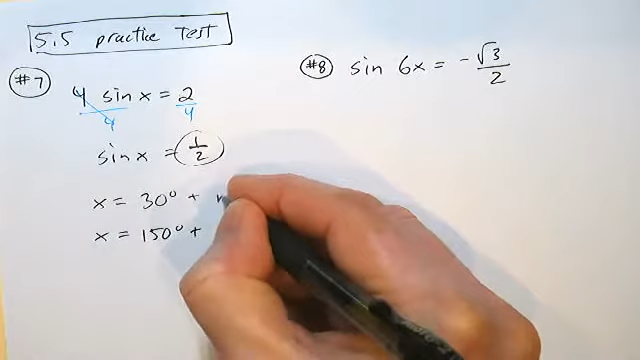 5.5 practice Test
#7
4 sin x = 2
4 4
sin x = 1/2
x = 30° +
x = 150° +
#8 sin 6x = -√3/2